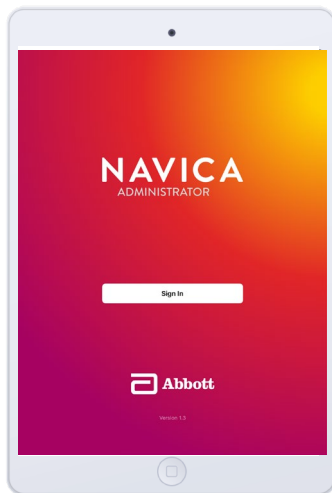 NAVICA
ADMINISTRATOR
Sign In
Abbott
Version 1.3